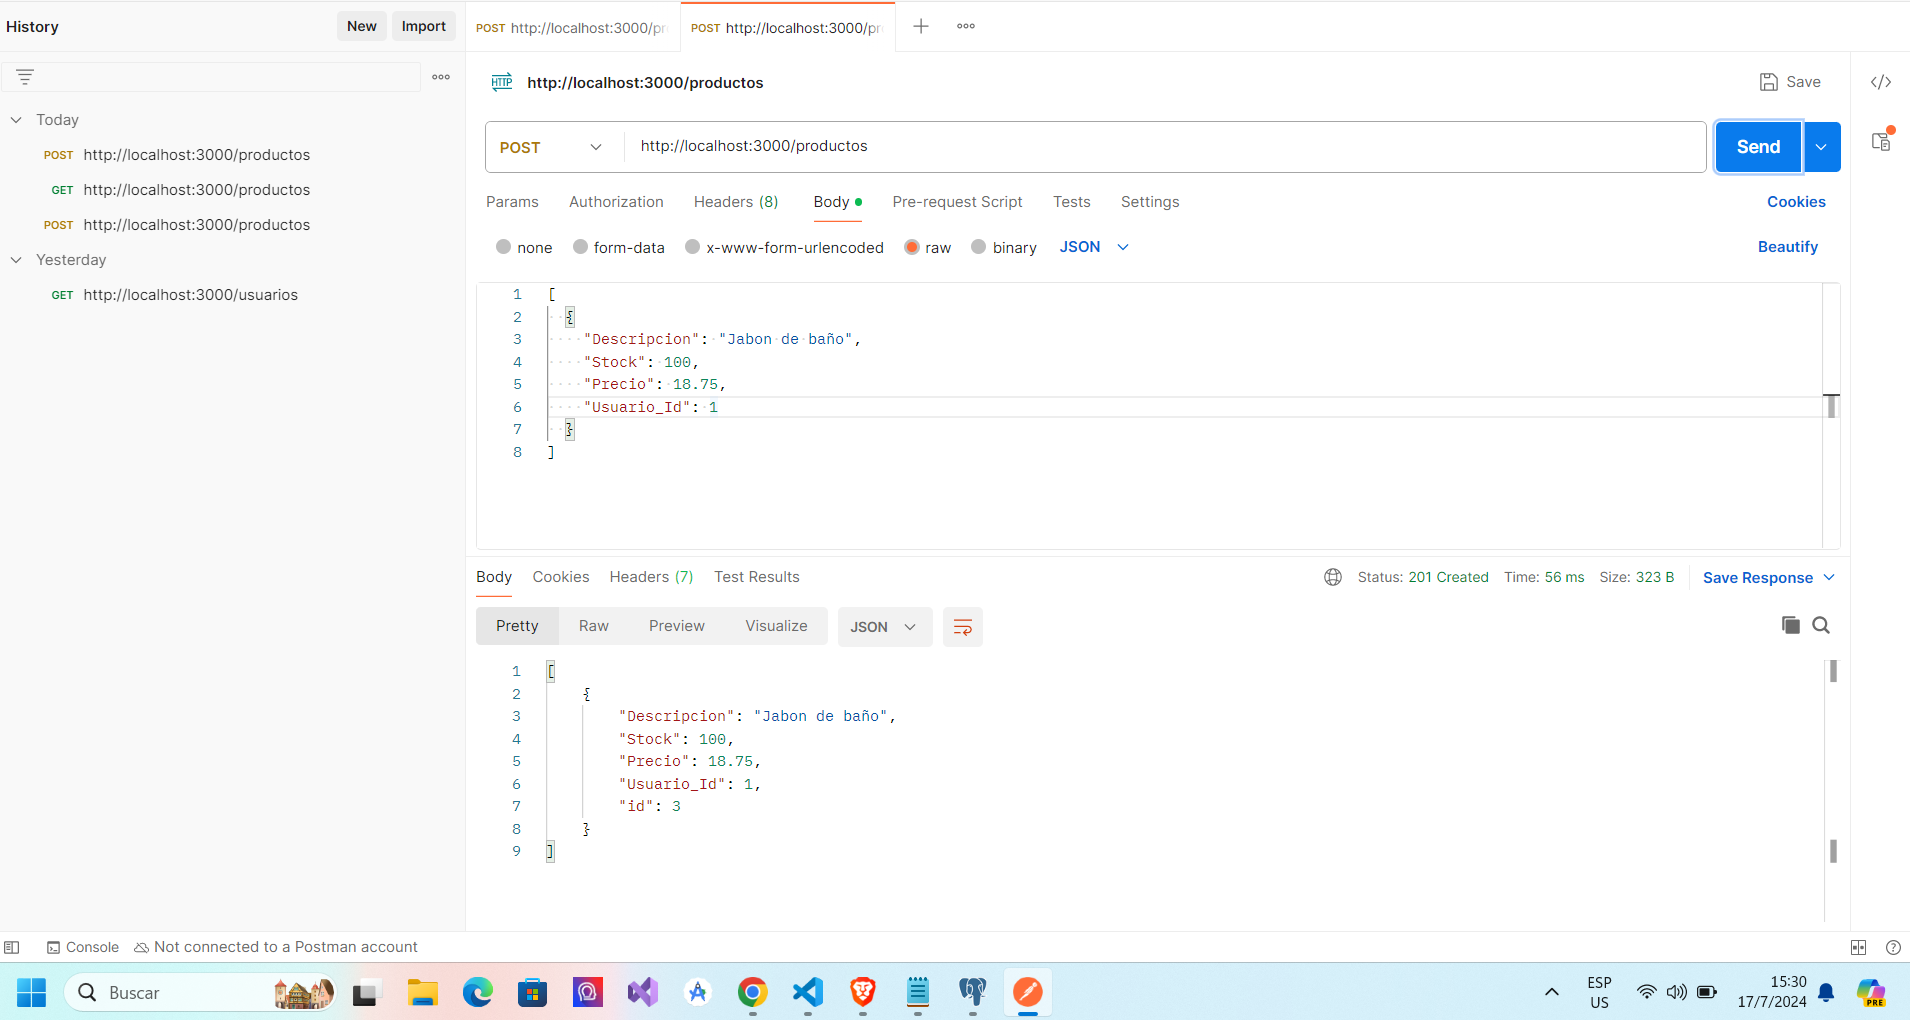 History
New
Import
POST http://localhost:3000/pr
POST http://localhost:3000/pr
http://localhost:3000/productos
Save
Today
POST http://localhost:3000/productos
GET http://localhost:3000/productos
POST http://localhost:3000/productos
Yesterday
GET http://localhost:3000/usuarios
POST
http://localhost:3000/productos
Send
Params
Authorization
Headers (8)
Body
Pre-request Script
Tests
Settings
Cookies
none
form-data
x-www-form-urlencoded
raw
binary
JSON
Beautify
1 [
2 {
3 "Descripcion": "Jabon de baño",
4 "Stock": 100,
5 "Precio": 18.75,
6 "Usuario_Id": 1
7 }
8 ]
Body
Cookies
Headers (7)
Test Results
Status: 201 Created
Time: 56 ms
Size: 323 B
Save Response
Pretty
Raw
Preview
Visualize
JSON
1 [
2 {
3 "Descripcion": "Jabon de baño",
4 "Stock": 100,
5 "Precio": 18.75,
6 "Usuario_Id": 1,
7 "id": 3
8 }
9 ]
Console
Not connected to a Postman account
Buscar
ESP
US
15:30
17/7/2024
PRE